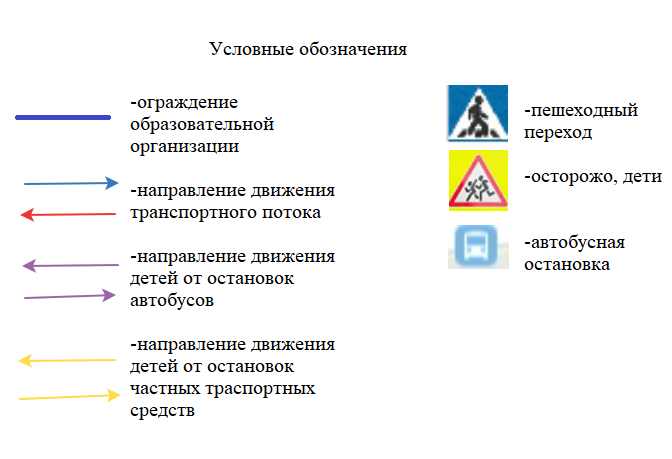 Условные обозначения
-ограждение
образовательной
организации
-направление движения
транспортного потока
-направление движения
детей от остановок
автобусов
-направление движения
детей от остановок
частных траспортных
средств
-пешеходный
переход
-осторожо, дети
-автобусная
остановка